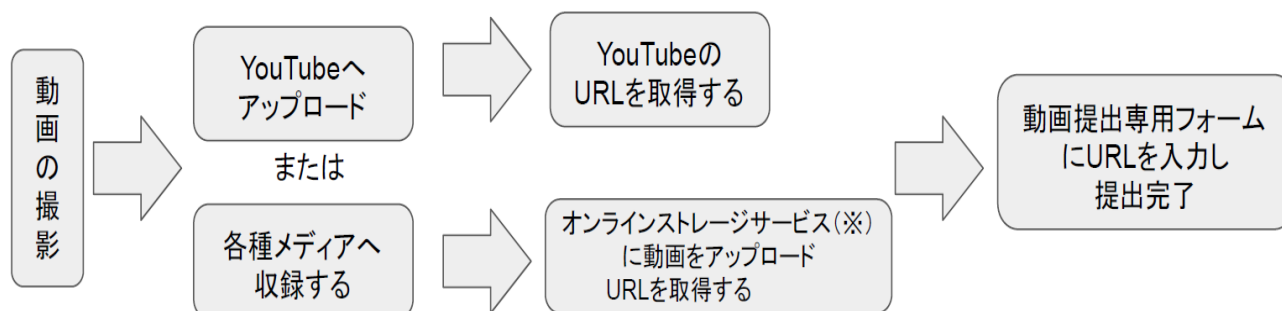 動画の撮影
YouTubeへ
アップロード
または
各種メディアへ
収録する
YouTubeの
URLを取得する
オンラインストレージサービス(※)
に動画をアップロード
URLを取得する
動画提出専用フォーム
にURLを入力し
提出完了